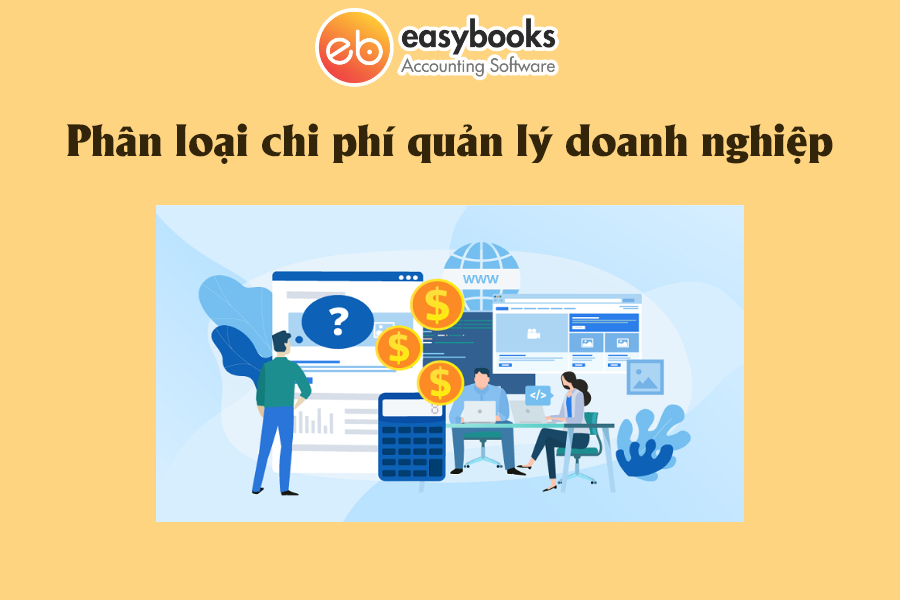 eb easybooks
Accounting Software
Phân loại chi phí quản lý doanh nghiệp
www
?
$
$
$
</>